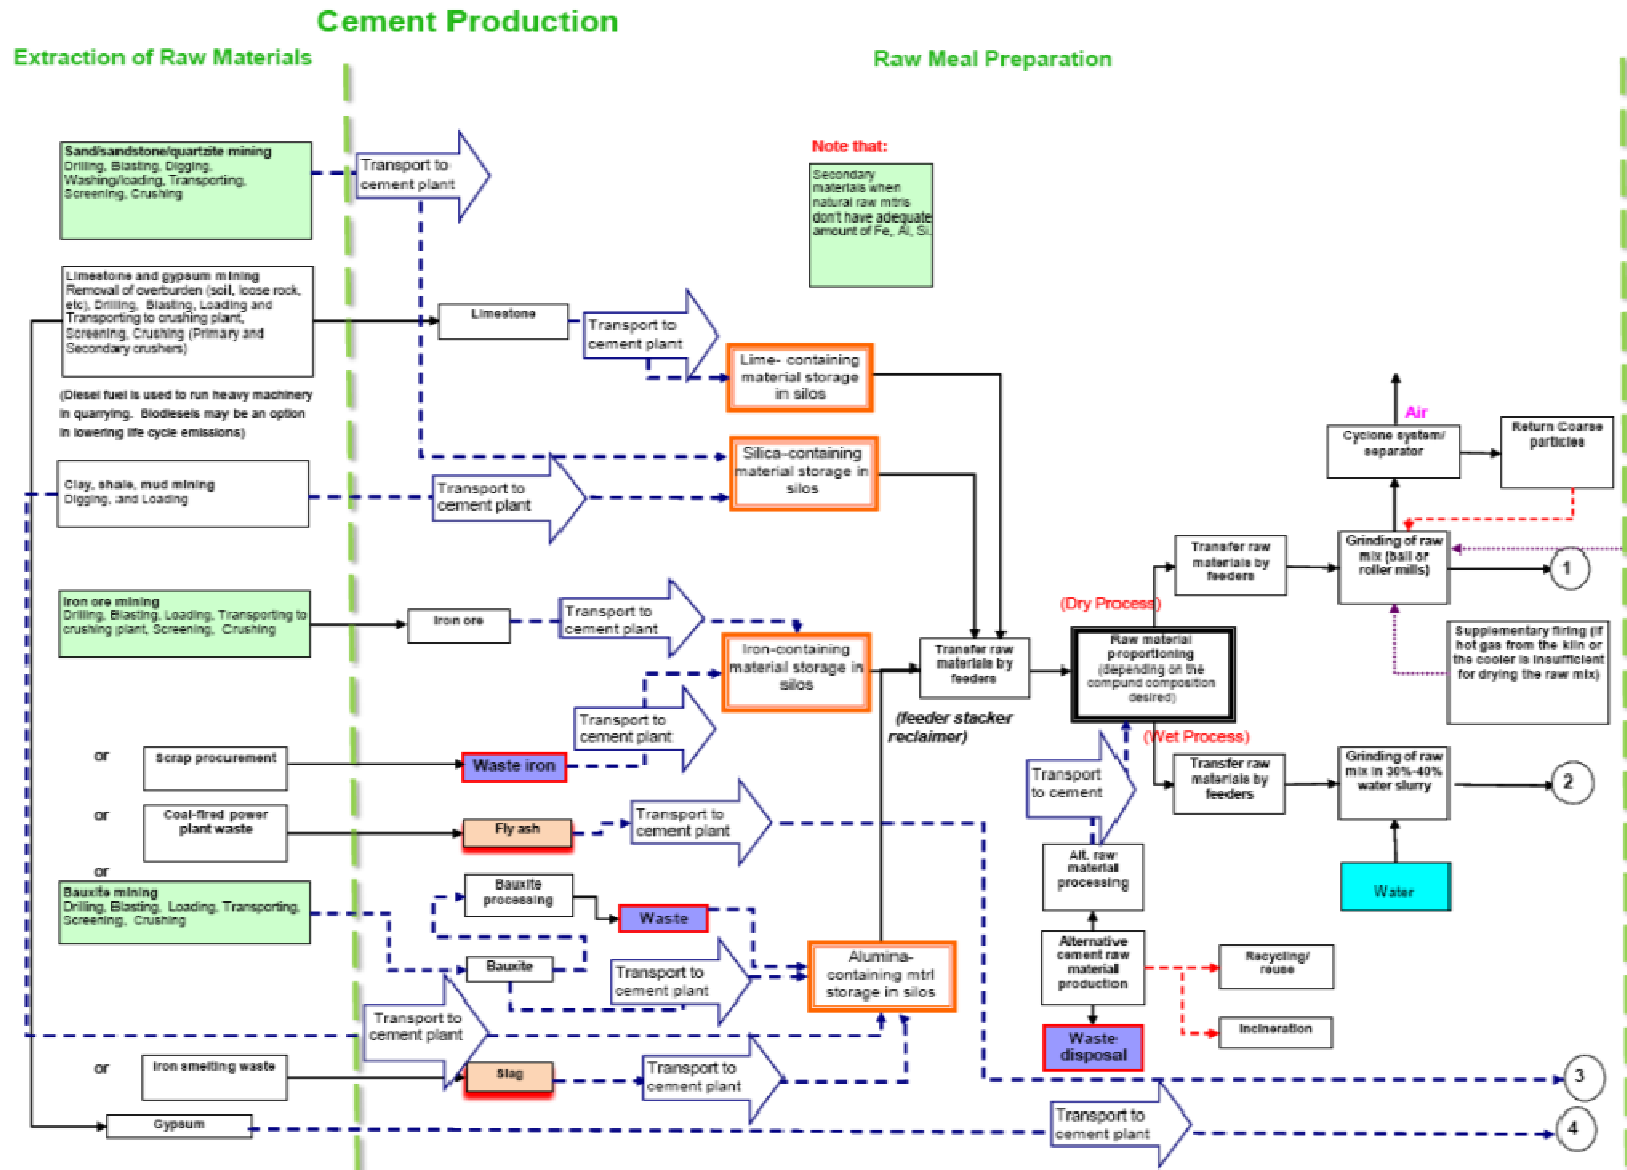 Cement Production
Extraction of Raw Materials
Raw Meal Preparation
Sand/sandstone/quartzite mining
Drilling, Blasting, Digging,
Washing/loading, Transporting,
Screening, Crushing
Transport to
cement plant
Note that:
Secondary
materials when
natural raw mtrls
don't have adequate
amount of Fe, Al, Si.
Limestone and gypsum mining
Removal of overburden (soil, loose rock,
etc), Drilling, Blasting, Loading and
Transporting to crushing plant,
Screening, Crushing (Primary and
Secondary crushers)
Limestone
Transport to
cement plant
Lime- containing
material storage
in silos
(Diesel fuel is used to run heavy machinery
in quarrying. Biodiesels may be an option
in lowering life cycle emissions)
Air
Cyclone system/
separator
Return Coarse
particles
Silica-containing
material storage in
silos
Clay, shale, mud mining
Digging, and Loading
Transport to
cement plant
Transfer raw
materials by
feeders
Grinding of raw
mix (ball or
roller mills)
1
Iron ore mining
Drilling, Blasting, Loading, Transporting to
crushing plant, Screening, Crushing
Iron ore
Transport to
cement plant
(Dry Process)
Iron-containing
material storage in
silos
Transfer raw
materials by
feeders
Raw material
proportioning
(depending on the
compound composition
desired)
Supplementary firing (if
hot gas from the kiln or
the cooler is insufficient
for drying the raw mix)
(feeder stacker
reclaimer)
Transport to
cement plant
(Wet Process)
or
Scrap procurement
Waste iron
Transport
to cement
Transfer raw
materials by
feeders
Grinding of raw
mix in 30%-40%
water slurry
2
or
Coal-fired power
plant waste
Fly ash
Transport to
cement plant
or
Bauxite mining
Drilling, Blasting, Loading, Transporting,
Screening, Crushing
Bauxite
processing
Waste
Alt. raw
material
processing
Water
Bauxite
Transport to
cement plant
Alumina-
containing mtrl
storage in silos
Alternative
cement raw
material
production
Recycling/
reuse
Transport to
cement plant
Waste
disposal
Incineration
or
Iron smelting waste
Slag
Transport to
cement plant
3
Gypsum
Transport to
cement plant
4